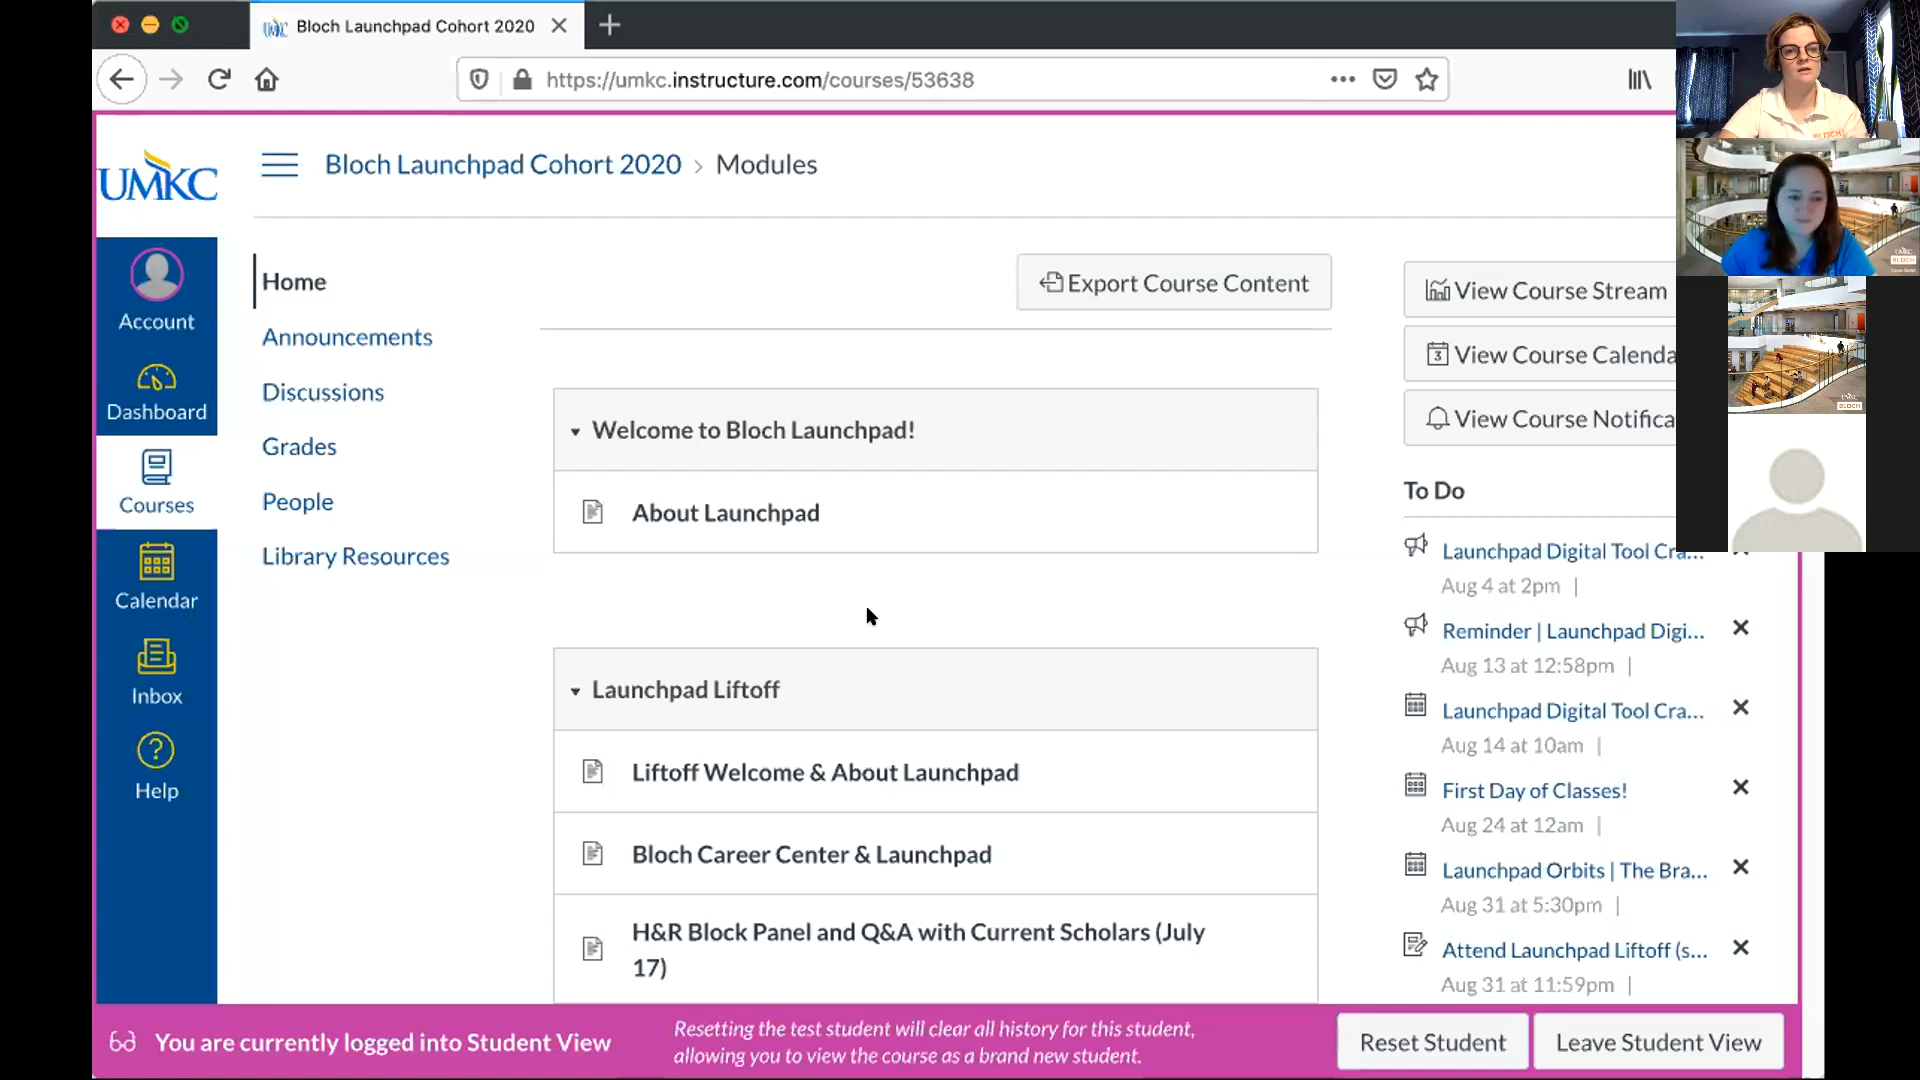 Bloch Launchpad Cohort 2020
https://umkc.instructure.com/courses/53638
UMKC
Bloch Launchpad Cohort 2020 > Modules
Account
Dashboard
Courses
Calendar
Inbox
Help
Home
Announcements
Discussions
Grades
People
Library Resources
Export Course Content
Welcome to Bloch Launchpad!
About Launchpad
Launchpad Liftoff
Liftoff Welcome & About Launchpad
Bloch Career Center & Launchpad
H&R Block Panel and Q&A with Current Scholars (July
17)
View Course Stream
3
View Course Calenda
View Course Notifica
To Do
Launchpad Digital Tool Cra...
Aug 4 at 2pm |
Reminder | Launchpad Digi...
Aug 13 at 12:58pm |
Launchpad Digital Tool Cra...
Aug 14 at 10am |
First Day of Classes!
Aug 24 at 12am |
Launchpad Orbits | The Bra...
Aug 31 at 5:30pm |
Attend Launchpad Liftoff (s...
Aug 31 at 11:59pm |
You are currently logged into Student View
Resetting the test student will clear all history for this student,
allowing you to view the course as a brand new student.
Reset Student
Leave Student View
BLOCH
UMKC
BLOCH
UMKC
BLOCH